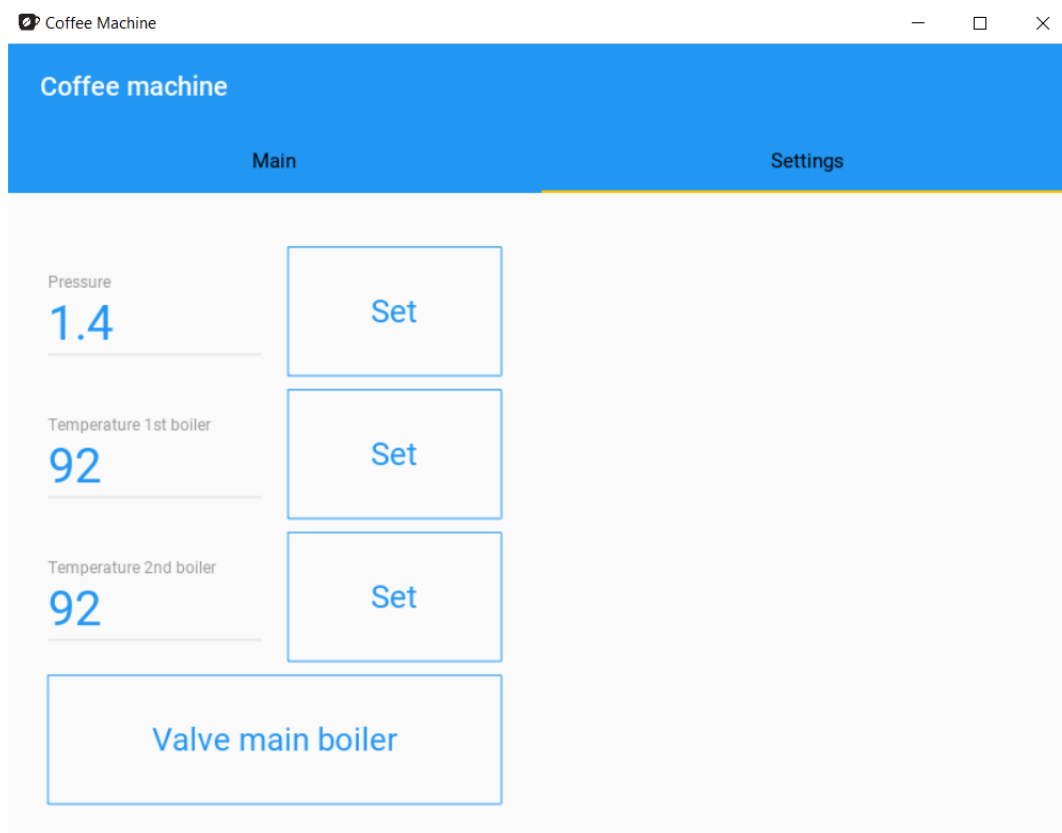 Coffee Machine
Coffee machine
Main Settings
Pressure
1.4
Set
Temperature 1st boiler
92
Set
Temperature 2nd boiler
92
Set
Valve main boiler